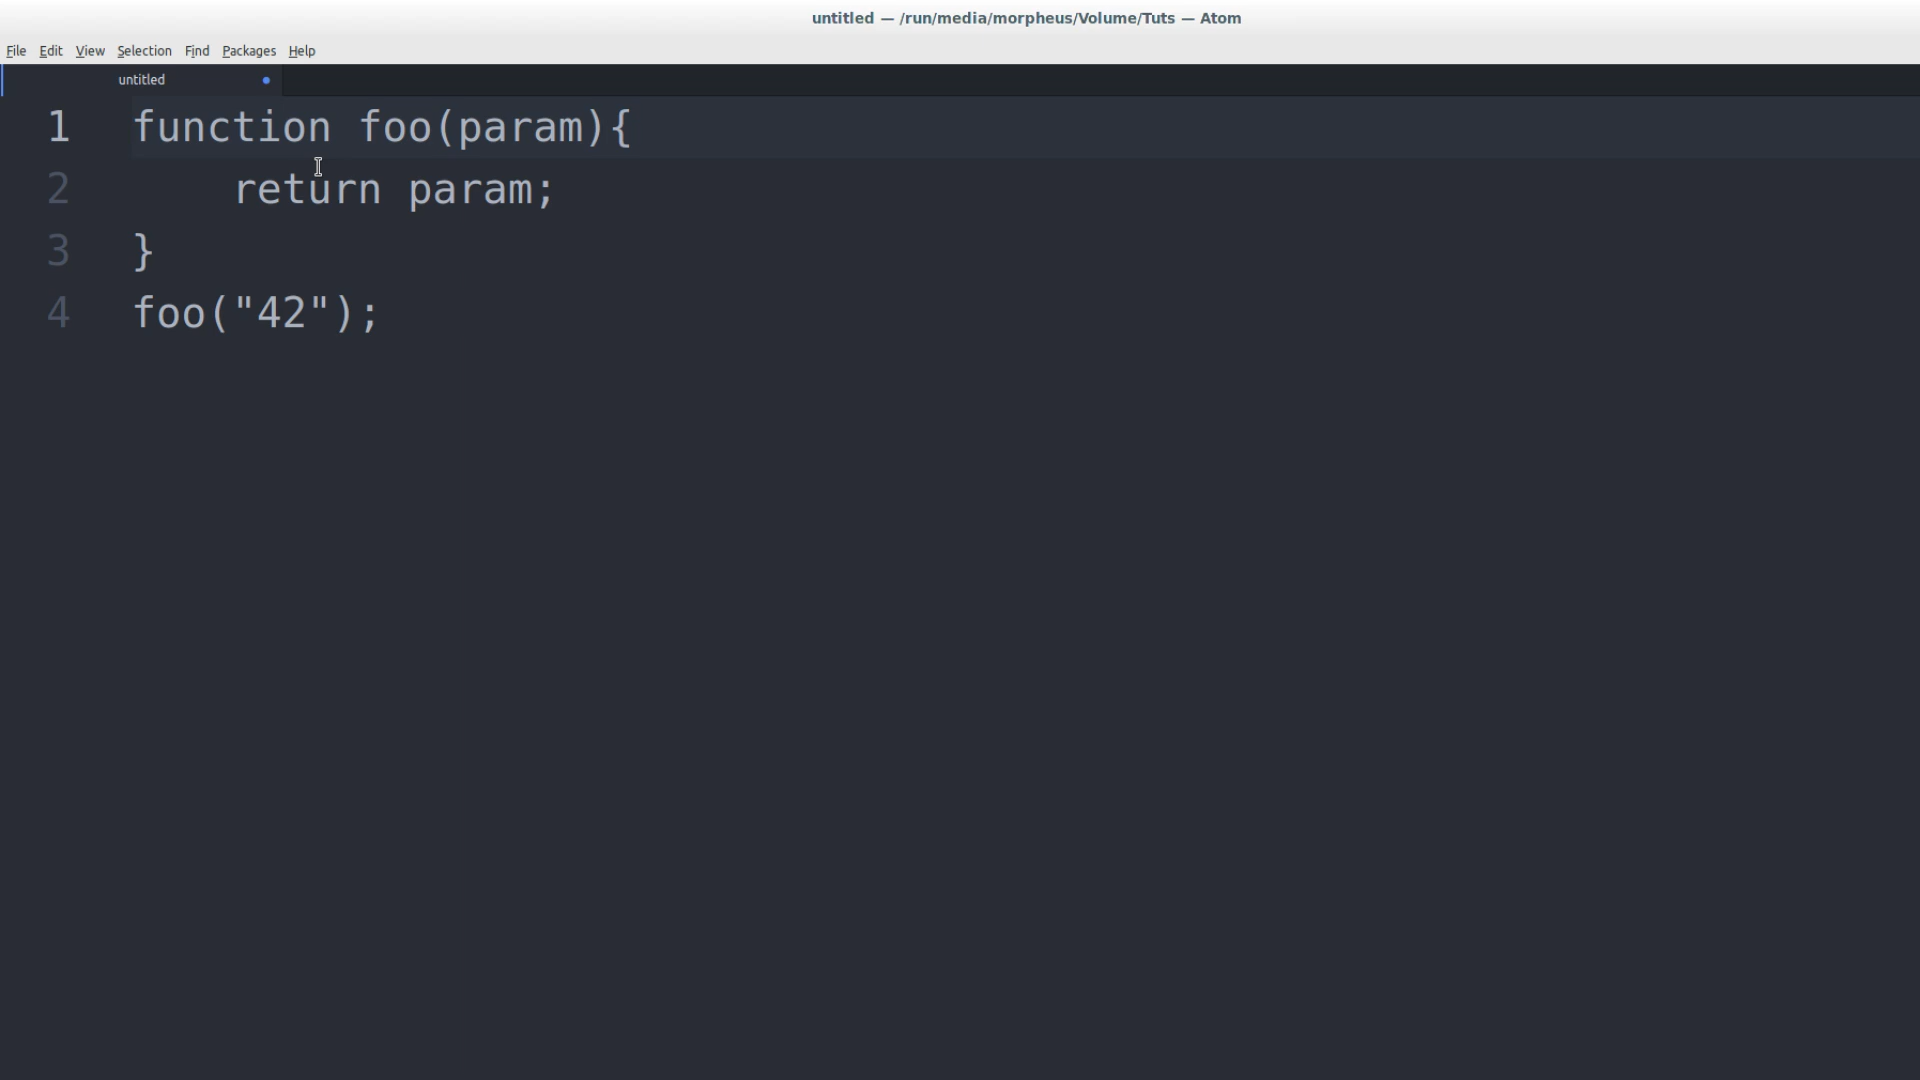 untitled — /run/media/morpheus/Volume/Tuts — Atom
File Edit View Selection Find Packages Help
untitled
1 function foo(param){
2     return param;
3 }
4 foo("42");